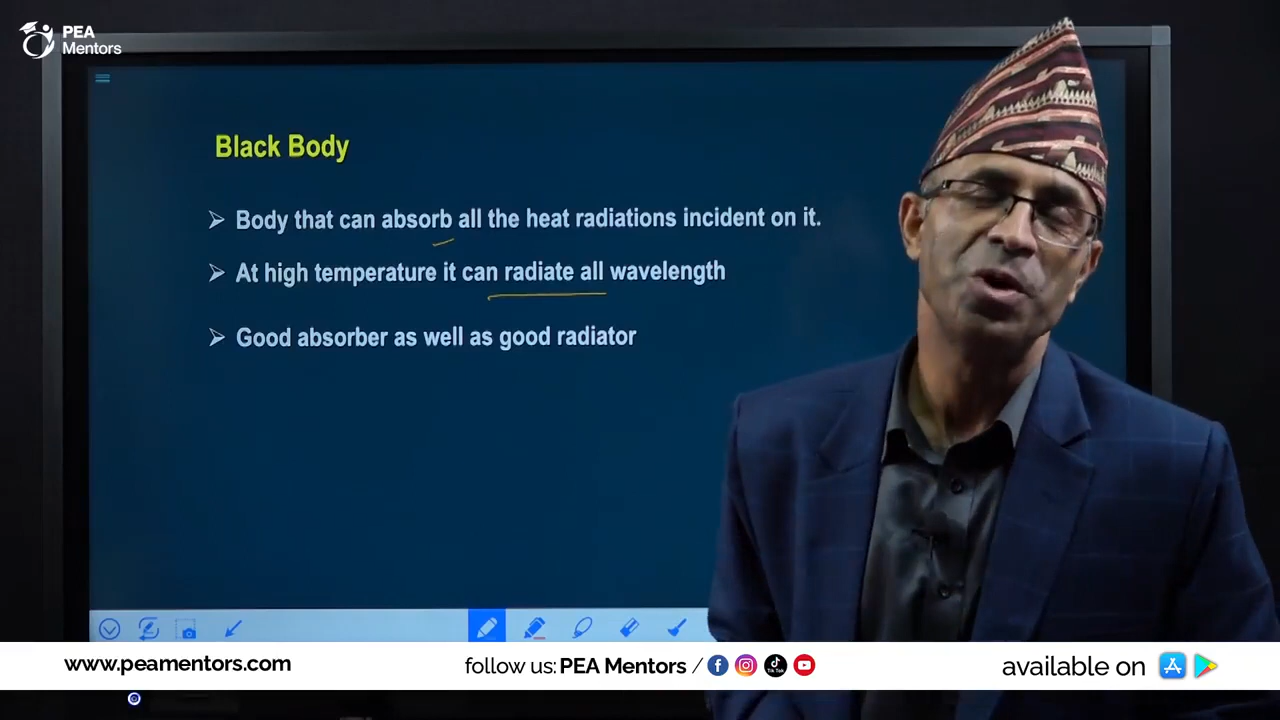 PEA
Mentors
Black Body
➢ Body that can absorb all the heat radiations incident on it.
➢ At high temperature it can radiate all wavelength
➢ Good absorber as well as good radiator
www.peamentors.com
follow us: PEA Mentors /
Tik Tok
available on